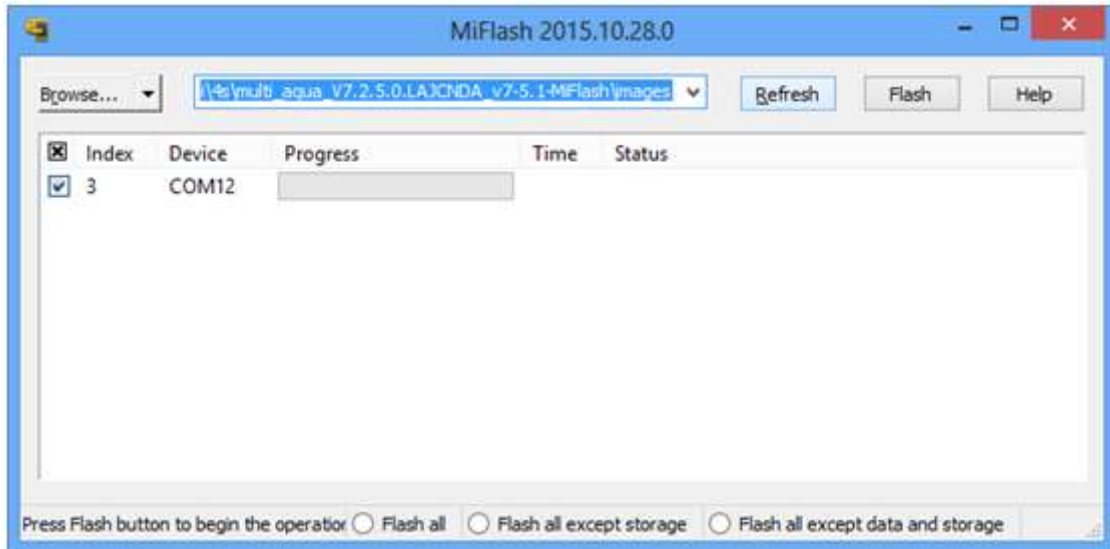 MiFlash 2015.10.28.0
Browse... i\4s\multi_aqua_V7.2.5.0.LAJCNDA_v7-5.1-MiFlash\images Refresh Flash Help
Index Device Progress Time Status
3 COM12
Press Flash button to begin the operation Flash all Flash all except storage Flash all except data and storage